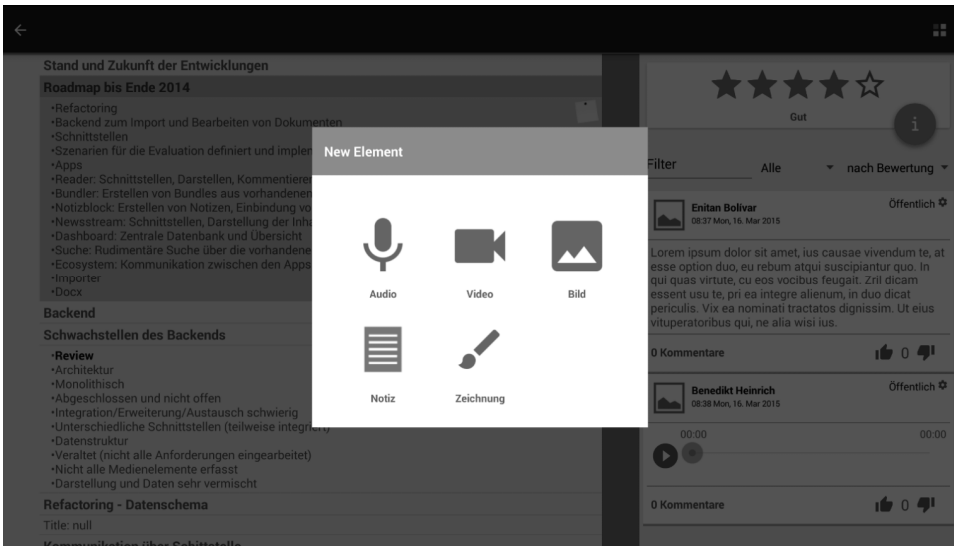 Stand und Zukunft der Entwicklungen
Roadmap bis Ende 2014
•Refactoring
•Backend zum Import und Bearbeiten von Dokumenten
•Schnittstellen
•Szenarien für die Evaluation definiert und implem
•Apps
•Reader: Schnittstellen, Darstellen, Kommentieren
•Bundler: Erstellen von Bundles aus vorhandenen
•Notizblock: Erstellen von Notizen, Einbindung vo
•Newsstream: Schnittstellen, Darstellung der Inha
•Dashboard: Zentrale Datenbank und Übersicht
•Suche: Rudimentäre Suche über die vorhandene
•Ecosystem: Kommunikation zwischen den Apps
•Importer
•Docx
Backend
Schwachstellen des Backends
•Review
•Architektur
•Monolithisch
•Abgeschlossen und nicht offen
•Integration/Erweiterung/Austausch schwierig
•Unterschiedliche Schnittstellen (teilweise integriert)
•Datenstruktur
•Veraltet (nicht alle Anforderungen eingearbeitet)
•Nicht alle Medienelemente erfasst
•Darstellung und Daten sehr vermischt
Refactoring - Datenschema
Title: null
Kommunikation über Schittstelle
New Element
Audio
Video
Bild
Notiz
Zeichnung
Gut
i
Filter
Alle
nach Bewertung
Enitan Bolivar
Öffentlich
08:37 Mon, 16. Mar 2015
Lorem ipsum dolor sit amet, ius causae vivendum te, at
esse option duo, eu rebum atqui suscipiantur quo. In
qui quas virtute, cu eos vocibus feugait. Zril dicam
essent usu te, pri ea integre alienum, in duo dicat
periculis. Vix ea nominati tractatos dignissim. Ut eius
vituperatoribus qui, ne alia wisi ius.
0 Kommentare
0
Benedikt Heinrich
Öffentlich
08:38 Mon, 16. Mar 2015
00:00
00:00
0 Kommentare
0